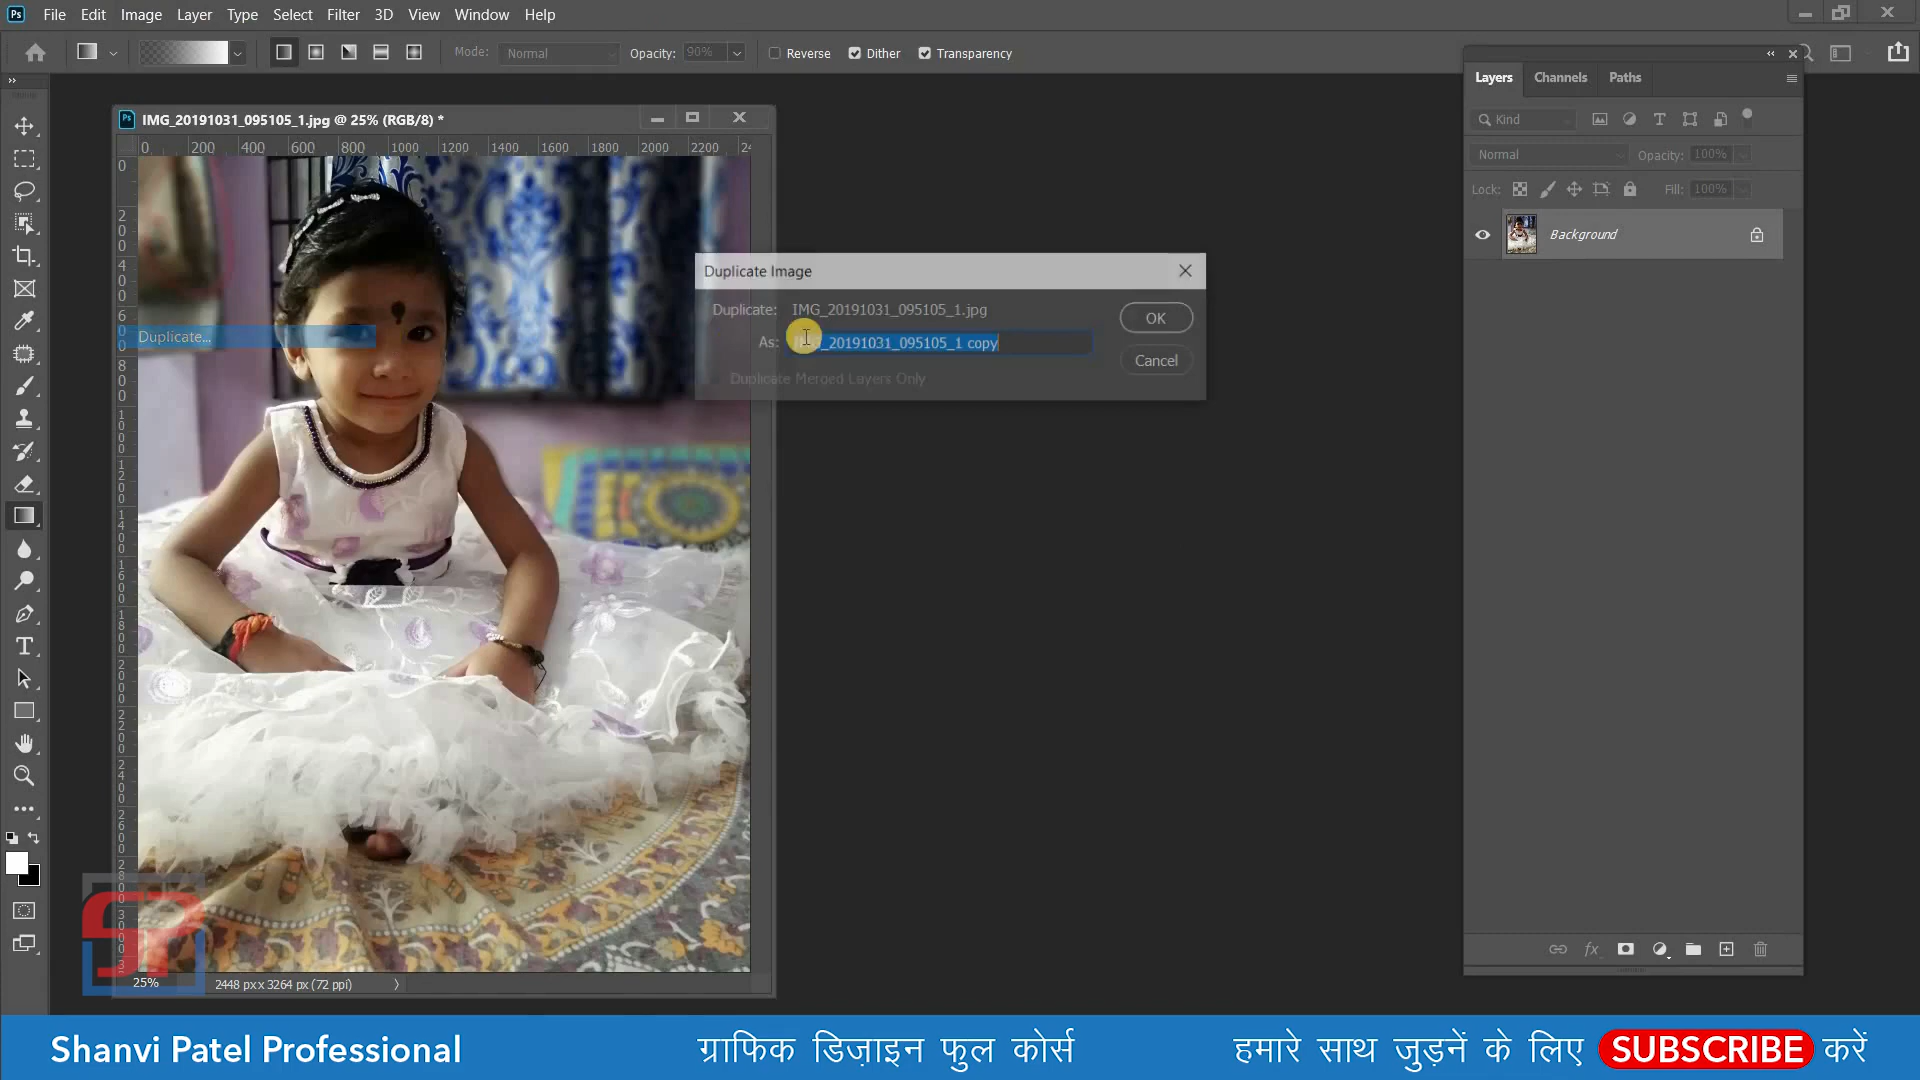 File Edit Image Layer Type Select Filter 3D View Window Help
Mode: Normal Opacity: 90% Reverse Dither Transparency
Layers Channels Paths
IMG_20191031_095105_1.jpg @ 25% (RGB/8) *
Kind
0 200 400 600 800 1000 1200 1400 1600 1800 2000 2200
Normal Opacity: 100%
Lock: Fill: 100%
Background
Duplicate Image
Duplicate: IMG_20191031_095105_1.jpg
OK
Duplicate...
As: IMG_20191031_095105_1 copy
Cancel
Duplicate Merged Layers Only
25% 2448 px x 3264 px (72 ppi)
Shanvi Patel Professional ग्राफिक डिज़ाइन फुल कोर्स हमारे साथ जुड़नें के लिए SUBSCRIBE करें